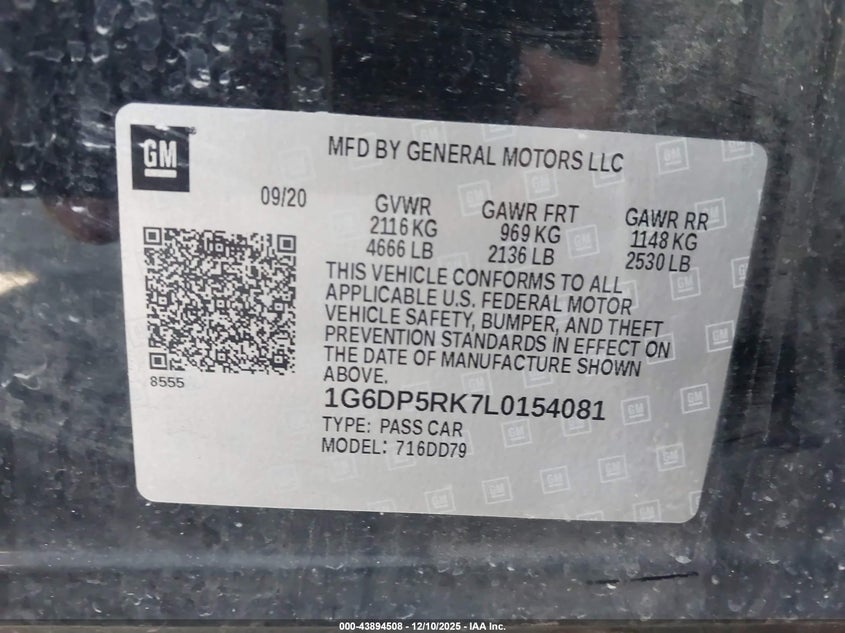 GM
MFD BY GENERAL MOTORS LLC
09/20
GVWR
2116 KG
4666 LB
GAWR FRT
969 KG
2136 LB
GAWR RR
1148 KG
2530 LB
THIS VEHICLE CONFORMS TO ALL
APPLICABLE U.S. FEDERAL MOTOR
VEHICLE SAFETY, BUMPER, AND THEFT
PREVENTION STANDARDS IN EFFECT ON
THE DATE OF MANUFACTURE SHOWN
ABOVE.
8555
1G6DP5RK7L0154081
TYPE: PASS CAR
MODEL: 716DD79
000-43894508 - 12/10/2025 - IAA Inc.